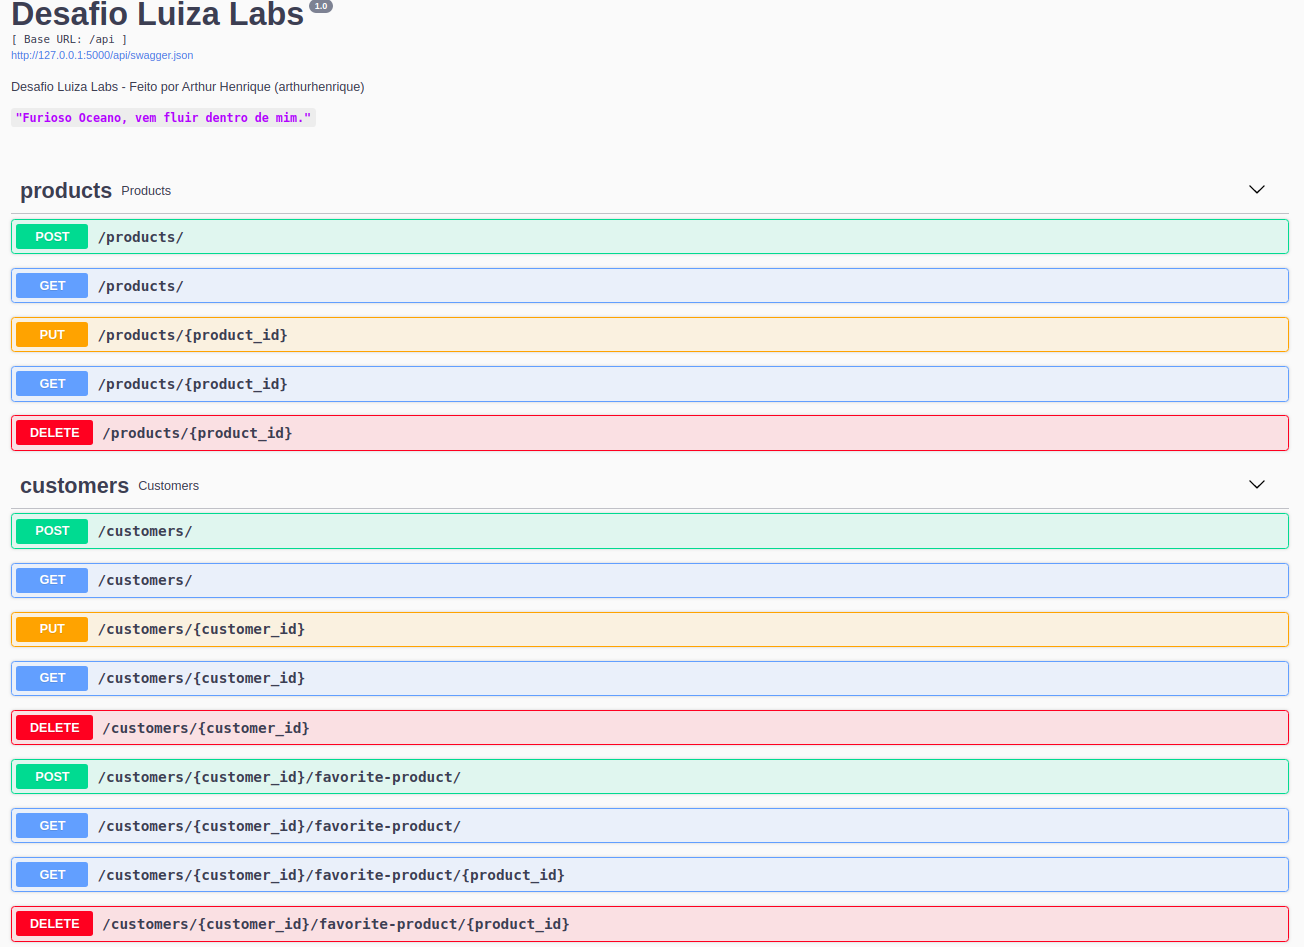 Desafio Luiza Labs 1.0
[ Base URL: /api ]
http://127.0.0.1:5000/api/swagger.json
Desafio Luiza Labs - Feito por Arthur Henrique (arthurhenrique)
"Furioso Oceano, vem fluir dentro de mim."
products Products
POST /products/
GET /products/
PUT /products/{product_id}
GET /products/{product_id}
DELETE /products/{product_id}
customers Customers
POST /customers/
GET /customers/
PUT /customers/{customer_id}
GET /customers/{customer_id}
DELETE /customers/{customer_id}
POST /customers/{customer_id}/favorite-product/
GET /customers/{customer_id}/favorite-product/
GET /customers/{customer_id}/favorite-product/{product_id}
DELETE /customers/{customer_id}/favorite-product/{product_id}